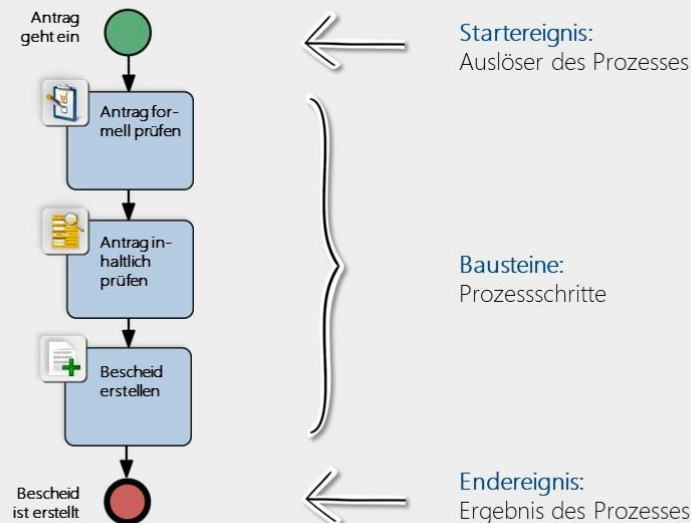 Antrag
geht ein
Startereignis:
Auslöser des Prozesses
Antrag for-
mell prüfen
Antrag in-
haltlich
prüfen
Bausteine:
Prozessschritte
Bescheid
erstellen
Bescheid
ist erstellt
Endereignis:
Ergebnis des Prozesses